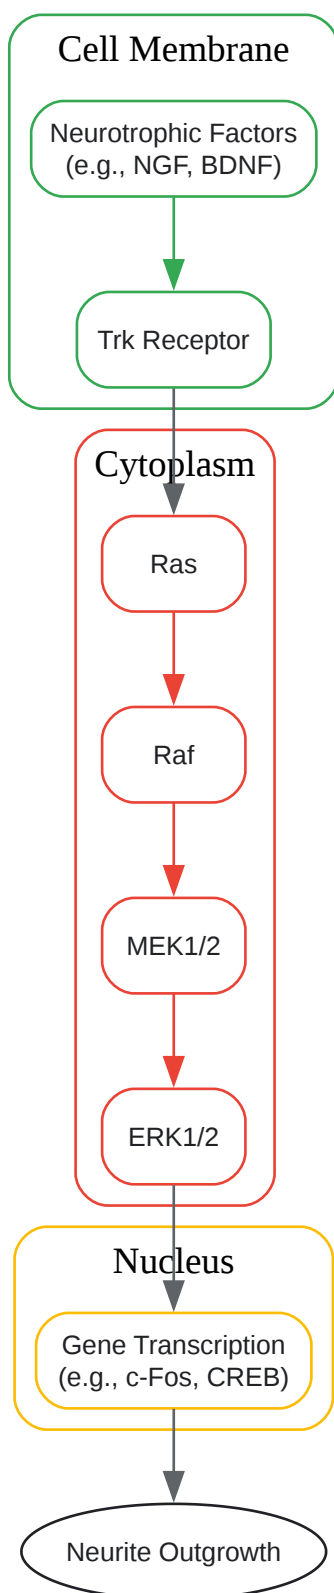 Cell Membrane
Neurotrophic Factors
(e.g., NGF, BDNF)
Trk Receptor
Cytoplasm
Ras
Raf
MEK1/2
ERK1/2
Nucleus
Gene Transcription
(e.g., c-Fos, CREB)
Neurite Outgrowth